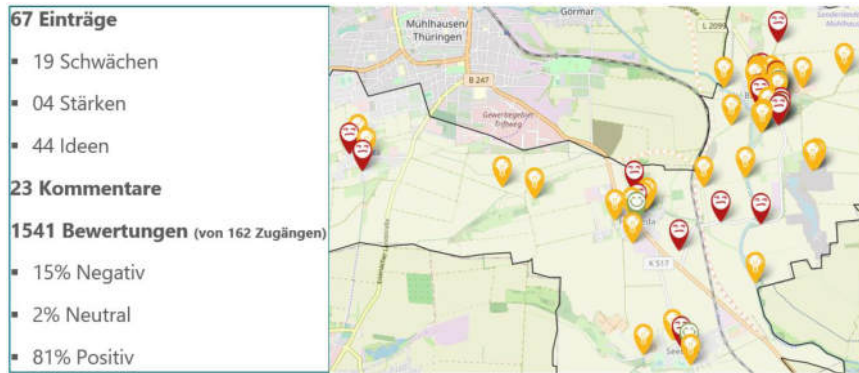 67 Einträge
▪ 19 Schwächen
▪ 04 Stärken
▪ 44 Ideen
23 Kommentare
1541 Bewertungen (von 162 Zugängen)
▪ 15% Negativ
▪ 2% Neutral
▪ 81% Positiv
Görmar
Mühlhausen/
Thüringen
L 2099
B 247
Gewerbegebiet
Triftweg
K 517